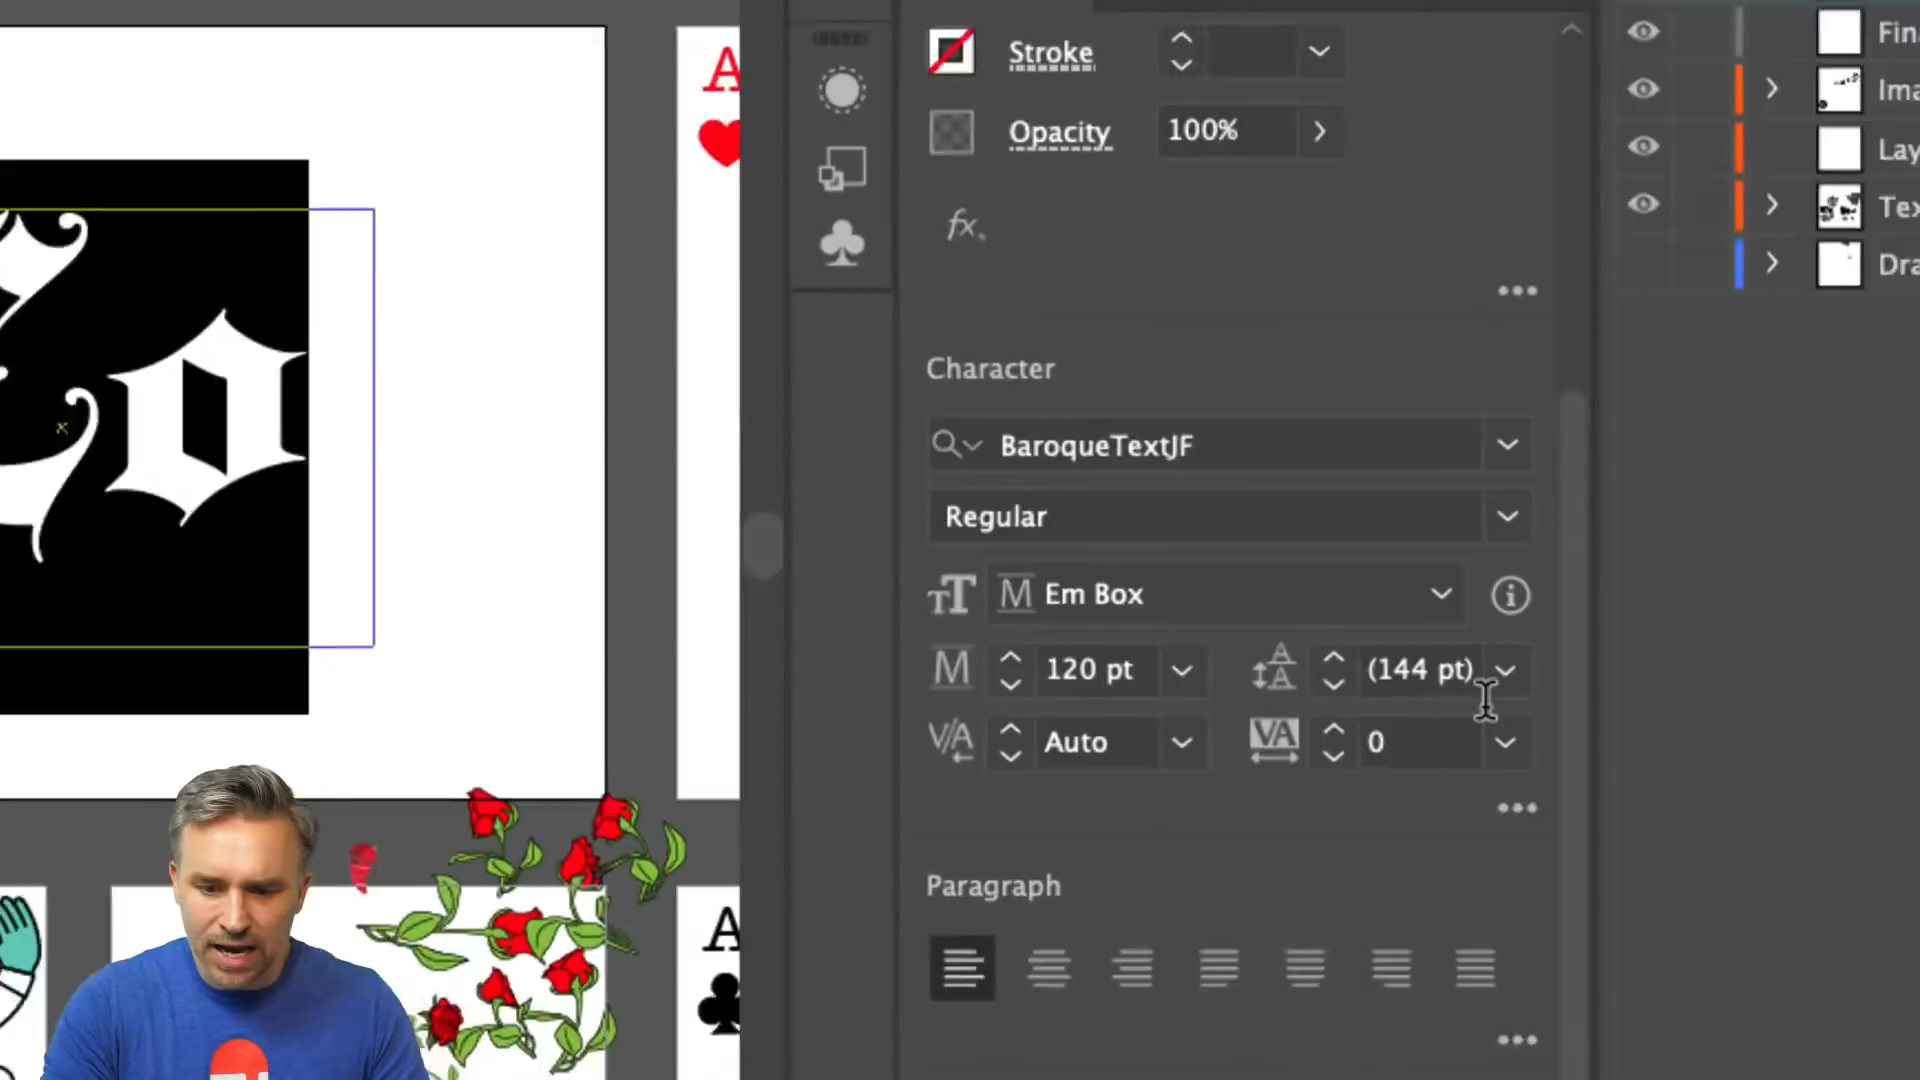 Stroke
Opacity
100%
fx.
Character
BaroqueTextJF
Regular
Em Box
120 pt
(144 pt)
Auto
0
Paragraph
A
A
o
Fin
Ima
Lay
Tex
Dra